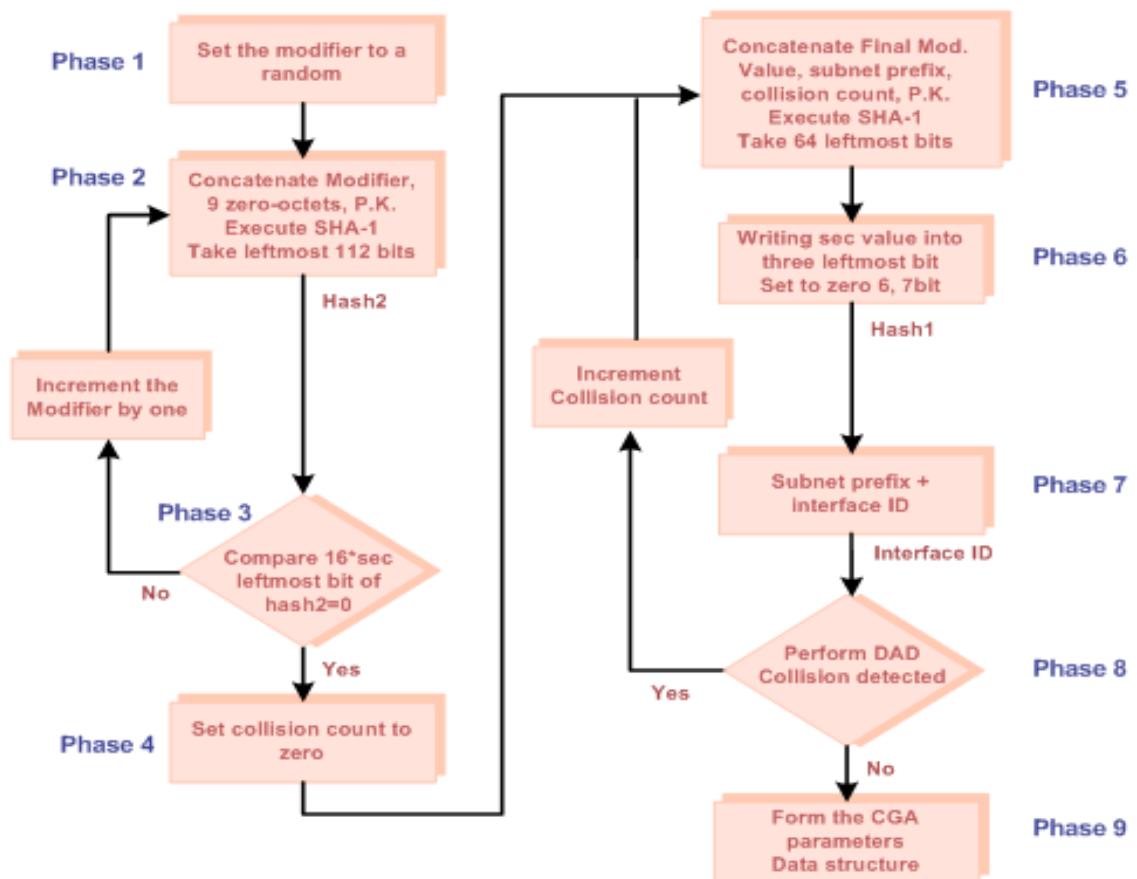 Phase 1
Set the modifier to a
random
Phase 2
Concatenate Modifier,
9 zero-octets, P.K.
Execute SHA-1
Take leftmost 112 bits
Hash2
Increment the
Modifier by one
Phase 3
Compare 16*sec
leftmost bit of
hash2=0
No
Yes
Phase 4
Set collision count to
zero
Concatenate Final Mod.
Value, subnet prefix,
collision count, P.K.
Execute SHA-1
Take 64 leftmost bits
Phase 5
Writing sec value into
three leftmost bit
Set to zero 6, 7bit
Phase 6
Hash1
Increment
Collision count
Subnet prefix +
interface ID
Phase 7
Interface ID
Perform DAD
Collision detected
Phase 8
Yes
No
Form the CGA
parameters
Data structure
Phase 9